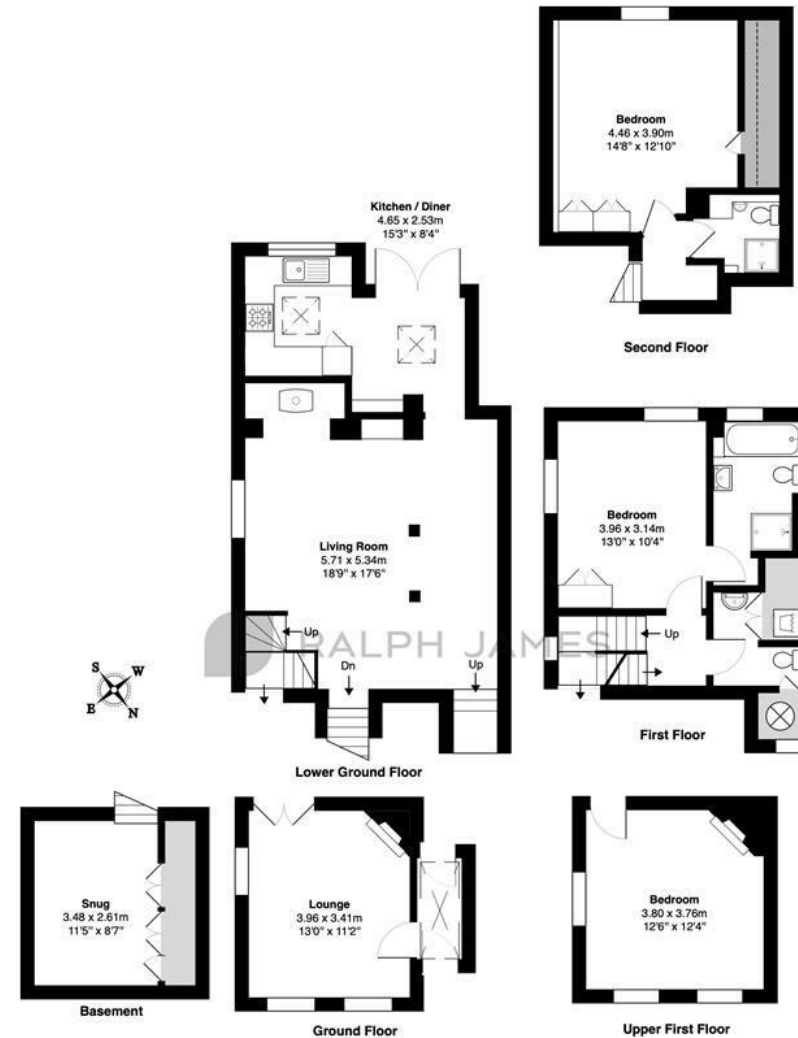 Bedroom
4.46 x 3.90m
14'8" x 12'10"
Second Floor
Kitchen / Diner
4.65 x 2.53m
15'3" x 8'4"
Living Room
5.71 x 5.34m
18'9" x 17'6"
Up
Dn
Up
Lower Ground Floor
RALPH JAMES
S
W
E
N
Bedroom
3.96 x 3.14m
13'0" x 10'4"
Up
First Floor
Snug
3.48 x 2.61m
11'5" x 8'7"
Basement
Lounge
3.96 x 3.41m
13'0" x 11'2"
Ground Floor
Bedroom
3.80 x 3.76m
12'6" x 12'4"
Upper First Floor